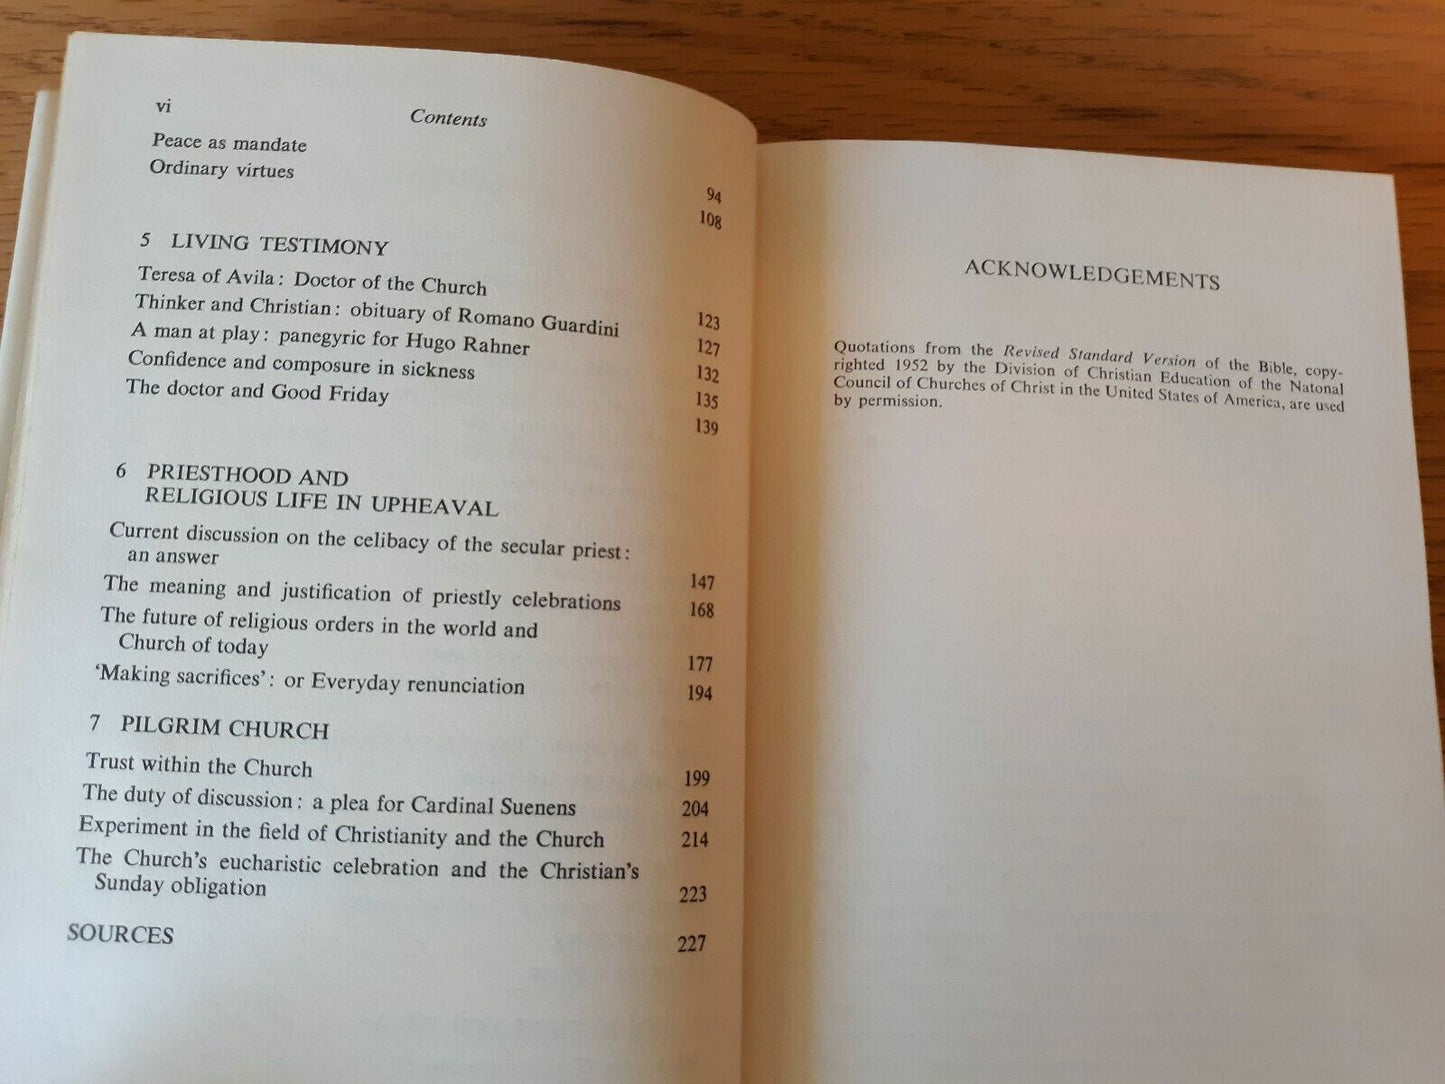 vi Contents
Peace as mandate 94
Ordinary virtues 108
5 LIVING TESTIMONY
Teresa of Avila: Doctor of the Church 123
Thinker and Christian: obituary of Romano Guardini 127
A man at play: panegyric for Hugo Rahner 132
Confidence and composure in sickness 135
The doctor and Good Friday 139
6 PRIESTHOOD AND
RELIGIOUS LIFE IN UPHEAVAL
Current discussion on the celibacy of the secular priest:
an answer 147
The meaning and justification of priestly celebrations 168
The future of religious orders in the world and
Church of today 177
‘Making sacrifices’: or Everyday renunciation 194
7 PILGRIM CHURCH
Trust within the Church 199
The duty of discussion: a plea for Cardinal Suenens 204
Experiment in the field of Christianity and the Church 214
The Church’s eucharistic celebration and the Christian’s
Sunday obligation 223
SOURCES 227
ACKNOWLEDGEMENTS
Quotations from the Revised Standard Version of the Bible, copy-
righted 1952 by the Division of Christian Education of the Natonal
Council of Churches of Christ in the United States of America, are used
by permission.